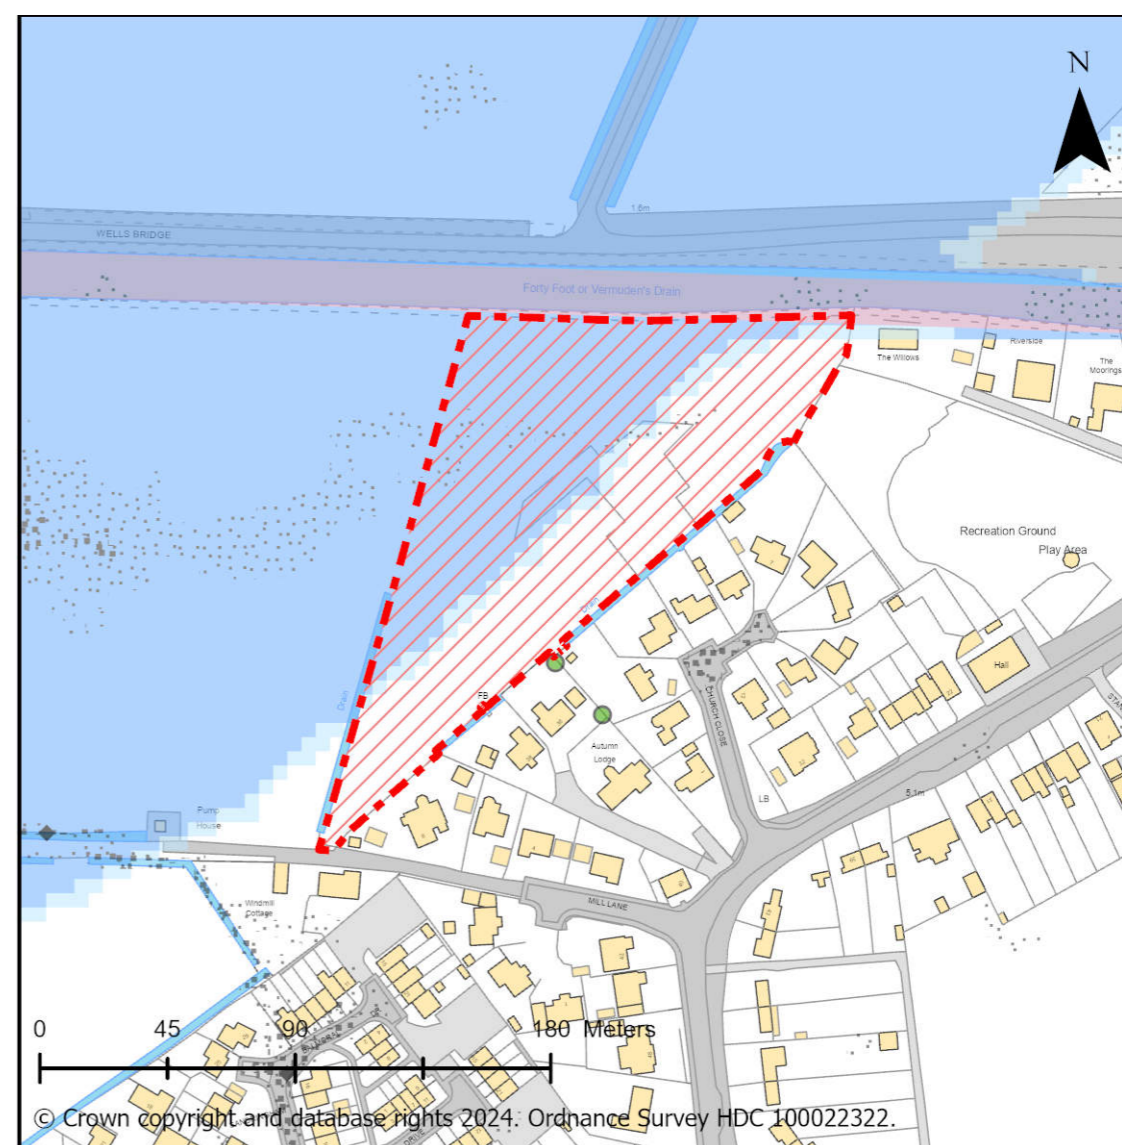 N
1.6m
WELLS BRIDGE
Forty Foot or Vermuden's Drain
Riverside
The Willows
The
Moorings
Recreation Ground
Play Area
Drain
Hall
FB
Drain
CHURCH CLOSE
Autumn
Lodge
LB
5.1m
Pump
House
MILL LANE
Windmill
Cottage
0 45 90 180 Meters
DRIVE
© Crown copyright and database rights 2024. Ordnance Survey HDC 100022322.